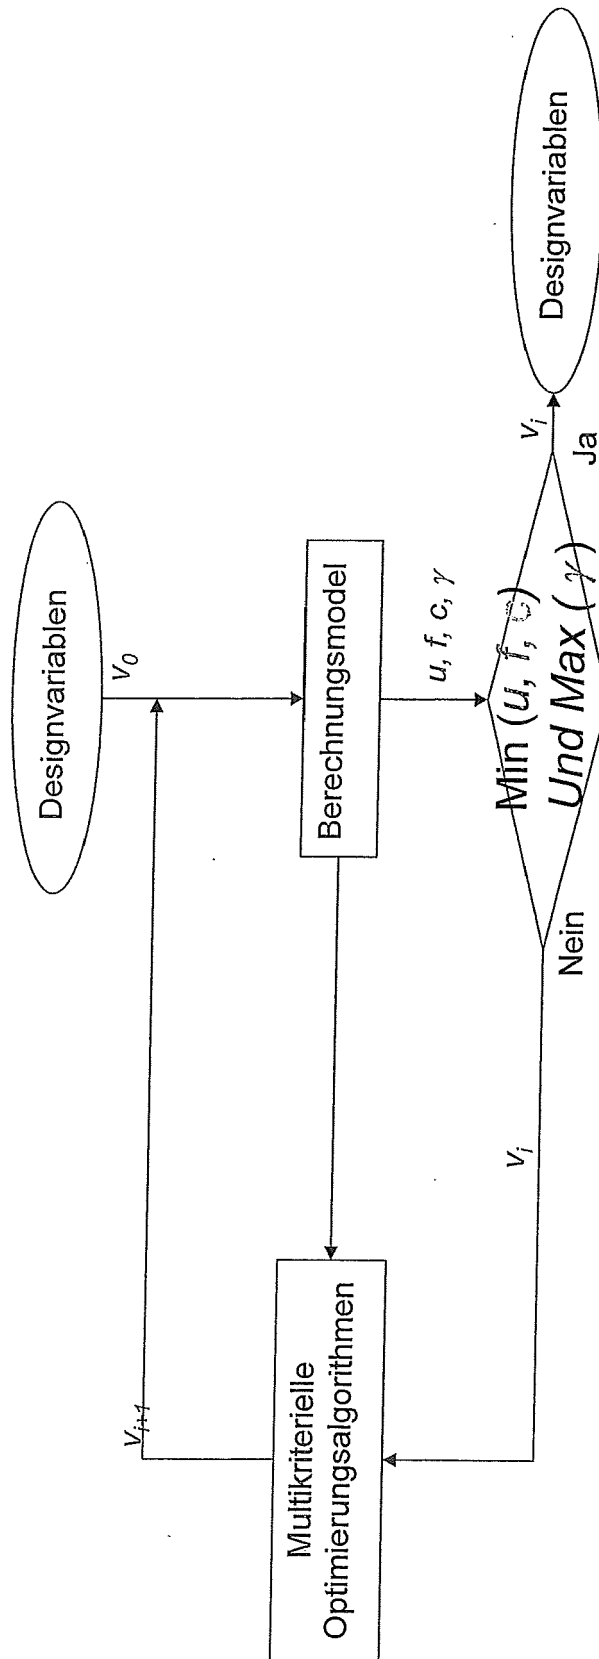 Designvariablen
v0
vi+1
Berechnungsmodel
Multikriterielle
Optimierungsalgorithmen
u, f, c, γ
Min (u, f, c)
Und Max (γ)
Nein
vi
Ja
vi
Designvariablen